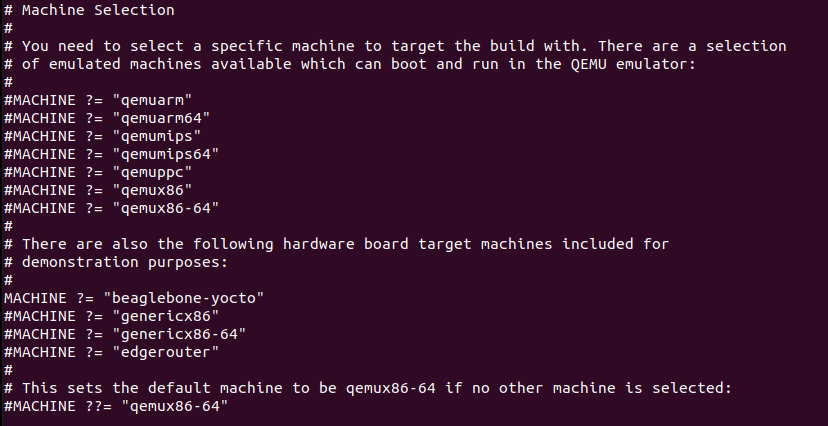 # Machine Selection
#
# You need to select a specific machine to target the build with. There are a selection
# of emulated machines available which can boot and run in the QEMU emulator:
#
#MACHINE ?= "qemuarm"
#MACHINE ?= "qemuarm64"
#MACHINE ?= "qemumips"
#MACHINE ?= "qemumips64"
#MACHINE ?= "qemuppc"
#MACHINE ?= "qemux86"
#MACHINE ?= "qemux86-64"
#
# There are also the following hardware board target machines included for
# demonstration purposes:
#
MACHINE ?= "beaglebone-yocto"
#MACHINE ?= "genericx86"
#MACHINE ?= "genericx86-64"
#MACHINE ?= "edgerouter"
#
# This sets the default machine to be qemux86-64 if no other machine is selected:
#MACHINE ??= "qemux86-64"